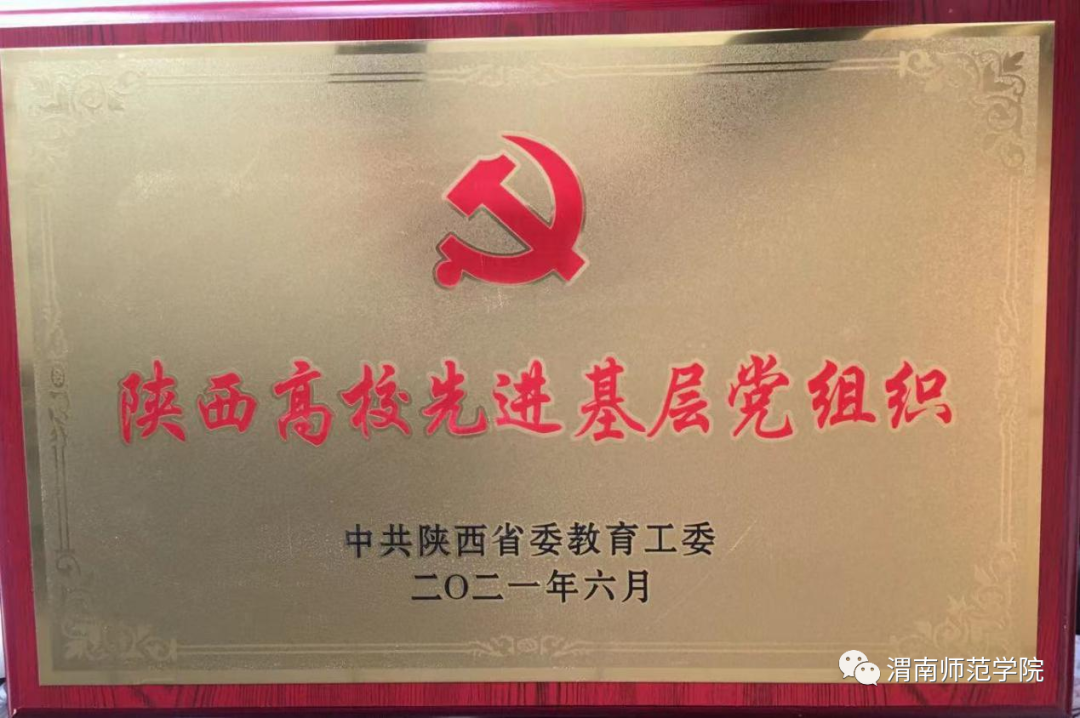 陕西高校先进基层党组织
中共陕西省委教育工委
二〇二一年六月
渭南师范学院